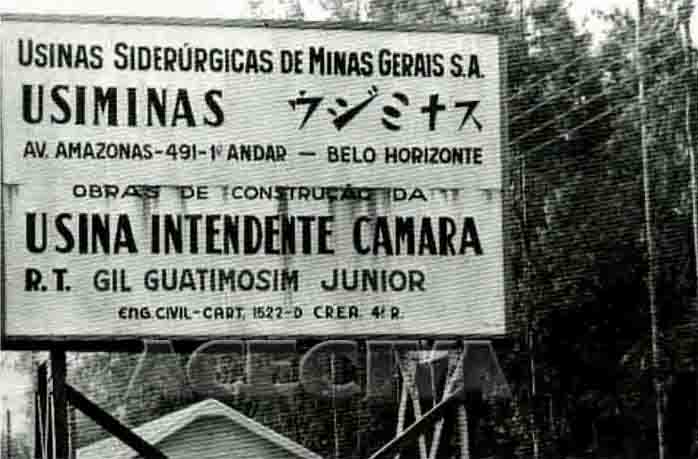 USINAS SIDERÚRGICAS DE MINAS GERAIS S.A.
USIMINAS ウジミナス
AV. AMAZONAS-491-1º ANDAR — BELO HORIZONTE
OBRAS DE CONSTRUÇÃO DA
USINA INTENDENTE CAMARA
R.T. GIL GUATIMOSIM JUNIOR
ENG. CIVIL-CART. 1522-D CREA. 4ª R.
ACECIVA